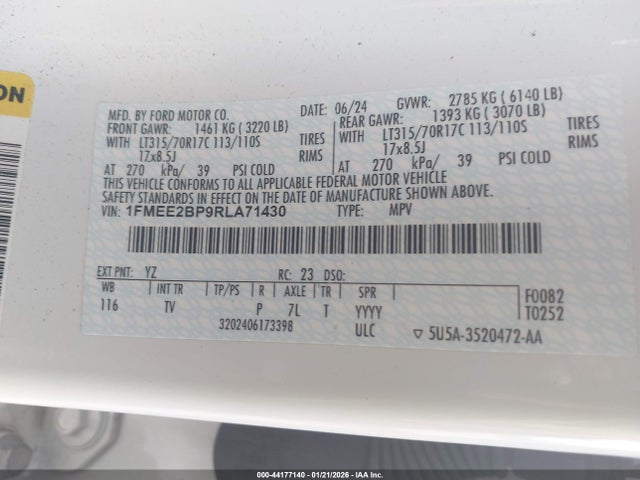 ON
MFD. BY FORD MOTOR CO.
DATE: 06/24 GVWR: 2785 KG ( 6140 LB)
FRONT GAWR: 1461 KG ( 3220 LB)
REAR GAWR: 1393 KG ( 3070 LB)
WITH LT315/70R17C 113/110S TIRES
WITH LT315/70R17C 113/110S TIRES
17x8.5J RIMS
17x8.5J RIMS
AT 270 kPa/ 39 PSI COLD
AT 270 kPa/ 39 PSI COLD
THIS VEHICLE CONFORMS TO ALL APPLICABLE FEDERAL MOTOR VEHICLE
SAFETY STANDARDS IN EFFECT ON THE DATE OF MANUFACTURE SHOWN ABOVE.
VIN: 1FMEE2BP9RLA71430 TYPE: MPV
EXT PNT: YZ RC: 23 DSO:
WB INT TR TP/PS R AXLE TR SPR
116 TV P 7L T YYYY
F0082
T0252
3202406173398 ULC ▽ 5U5A-3520472-AA
000-44177140 - 01/21/2026 - IAA Inc.